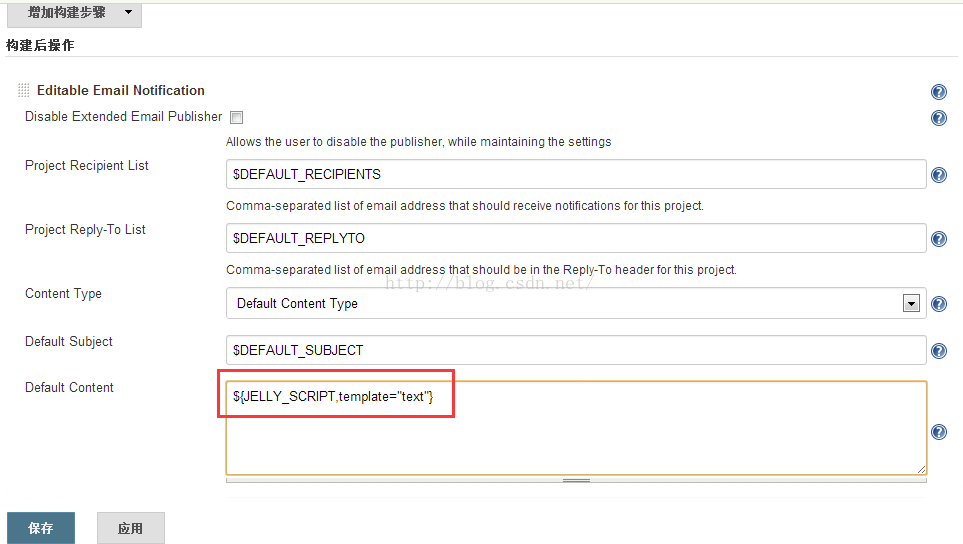 增加构建步骤
构建后操作
Editable Email Notification
Disable Extended Email Publisher
Allows the user to disable the publisher, while maintaining the settings
Project Recipient List
$DEFAULT_RECIPIENTS
Comma-separated list of email address that should receive notifications for this project.
Project Reply-To List
$DEFAULT_REPLYTO
Comma-separated list of email address that should be in the Reply-To header for this project.
http://blog.csdn.net/
Content Type
Default Content Type
Default Subject
$DEFAULT_SUBJECT
Default Content
${JELLY_SCRIPT,template="text"}
保存
应用